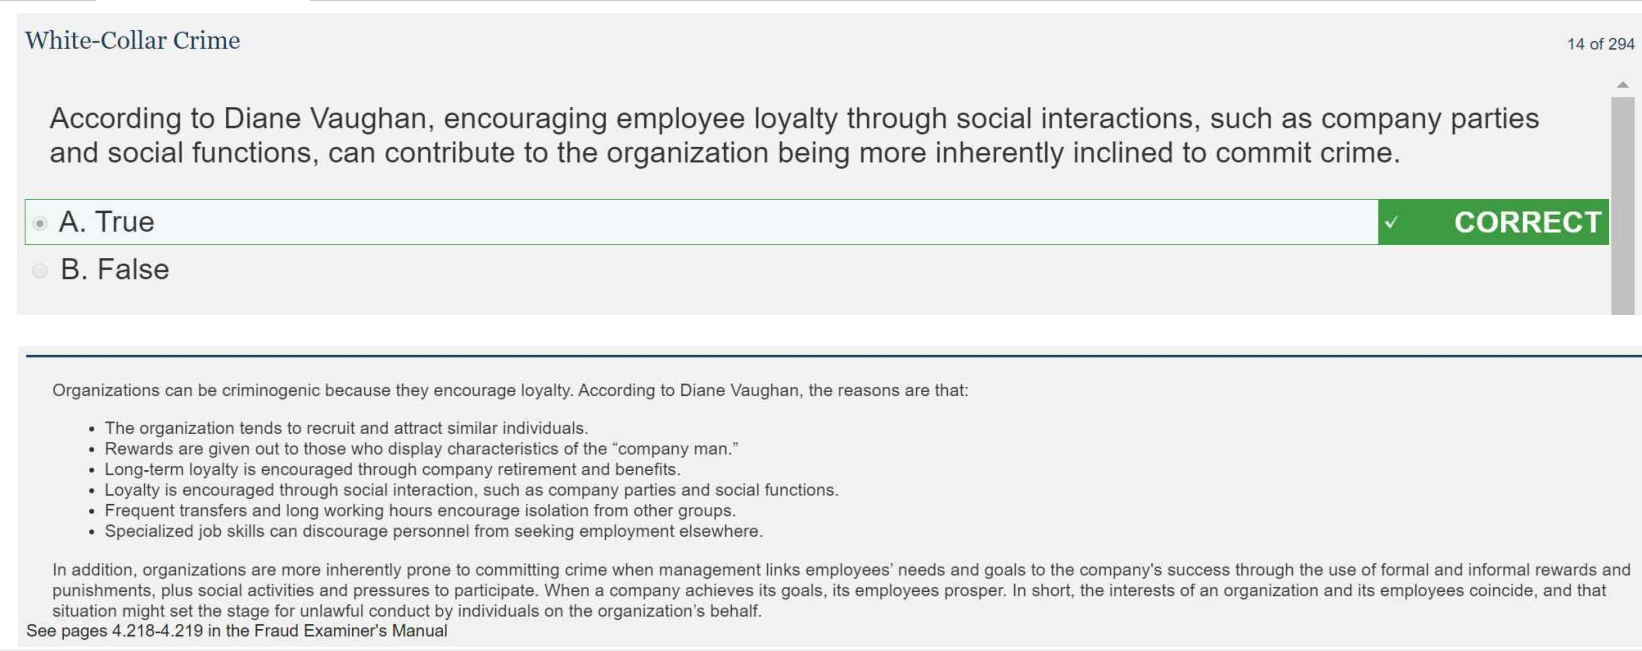 White-Collar Crime
14 of 294
According to Diane Vaughan, encouraging employee loyalty through social interactions, such as company parties
and social functions, can contribute to the organization being more inherently inclined to commit crime.
A. True
CORRECT
B. False
Organizations can be criminogenic because they encourage loyalty. According to Diane Vaughan, the reasons are that:
• The organization tends to recruit and attract similar individuals.
• Rewards are given out to those who display characteristics of the “company man.”
• Long-term loyalty is encouraged through company retirement and benefits.
• Loyalty is encouraged through social interaction, such as company parties and social functions.
• Frequent transfers and long working hours encourage isolation from other groups.
• Specialized job skills can discourage personnel from seeking employment elsewhere.
In addition, organizations are more inherently prone to committing crime when management links employees’ needs and goals to the company's success through the use of formal and informal rewards and
punishments, plus social activities and pressures to participate. When a company achieves its goals, its employees prosper. In short, the interests of an organization and its employees coincide, and that
situation might set the stage for unlawful conduct by individuals on the organization’s behalf.
See pages 4.218-4.219 in the Fraud Examiner's Manual